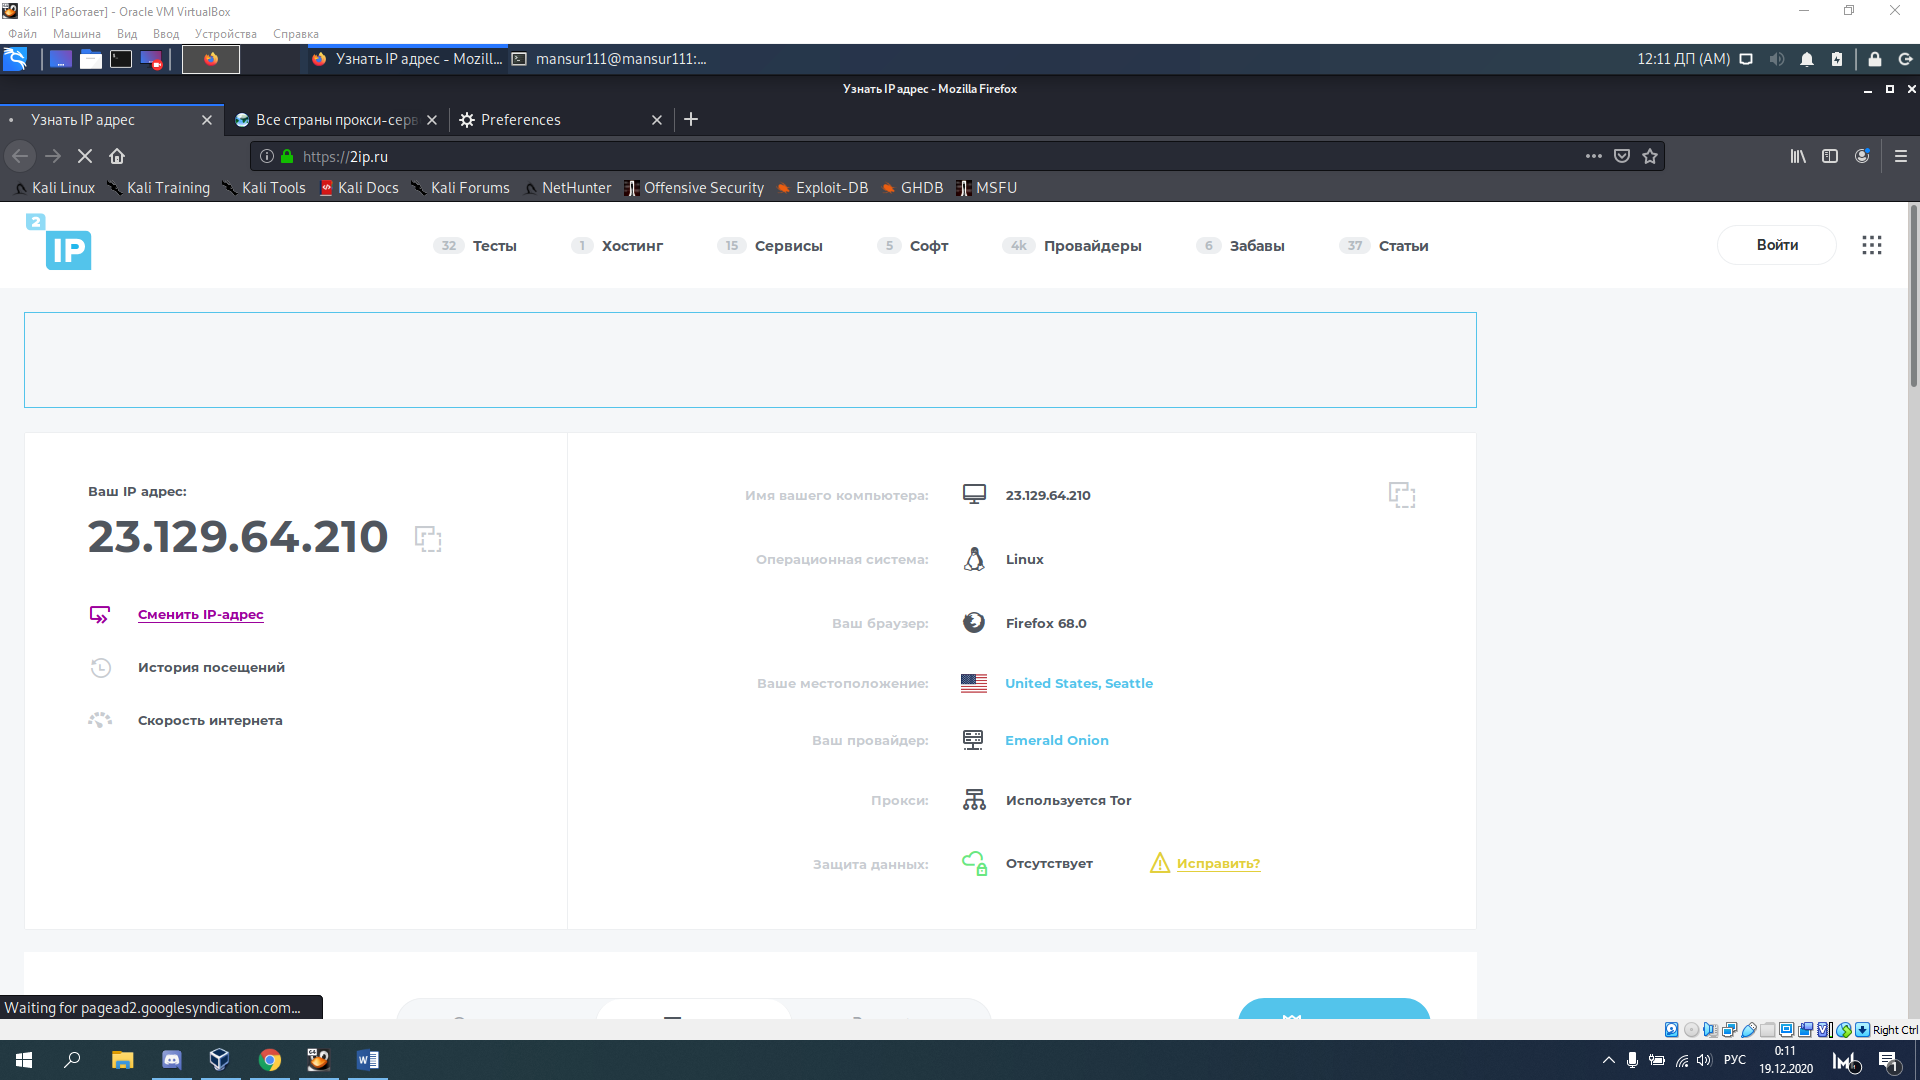 Kali1 [Работает] - Oracle VM VirtualBox
Файл Машина Вид Ввод Устройства Справка
Узнать IP адрес - Mozill... mansur111@mansur111:... 12:11 ДП (AM)
Узнать IP адрес - Mozilla Firefox
Узнать IP адрес Все страны прокси-серв Preferences
https://2ip.ru
Kali Linux Kali Training Kali Tools Kali Docs Kali Forums NetHunter Offensive Security Exploit-DB GHDB MSFU
2
IP
32 Тесты 1 Хостинг 15 Сервисы 5 Софт 4k Провайдеры 6 Забавы 37 Статьи Войти
Ваш IP адрес:
23.129.64.210
Сменить IP-адрес
История посещений
Скорость интернета
Имя вашего компьютера: 23.129.64.210
Операционная система: Linux
Ваш браузер: Firefox 68.0
Ваше местоположение: United States, Seattle
Ваш провайдер: Emerald Onion
Прокси: Используется Tor
Защита данных: Отсутствует Исправить?
Waiting for pagead2.googlesyndication.com...
Right Ctrl
РУС 0:11
19.12.2020
1